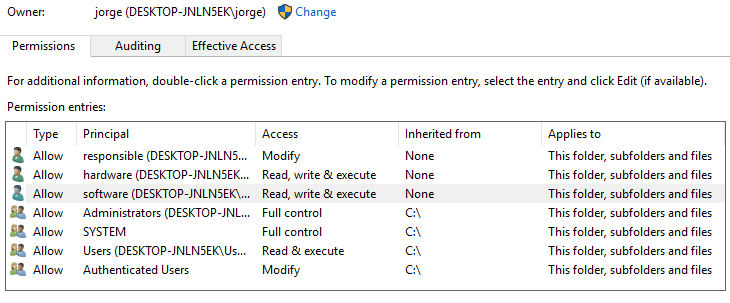 Owner: jorge (DESKTOP-JNLN5EK\jorge) Change
Permissions Auditing Effective Access
For additional information, double-click a permission entry. To modify a permission entry, select the entry and click Edit (if available).
Permission entries:
Type Principal Access Inherited from Applies to
Allow responsible (DESKTOP-JNLN5... Modify None This folder, subfolders and files
Allow hardware (DESKTOP-JNLN5EK... Read, write & execute None This folder, subfolders and files
Allow software (DESKTOP-JNLN5EK\... Read, write & execute None This folder, subfolders and files
Allow Administrators (DESKTOP-JNL... Full control C:\ This folder, subfolders and files
Allow SYSTEM Full control C:\ This folder, subfolders and files
Allow Users (DESKTOP-JNLN5EK\Us... Read & execute C:\ This folder, subfolders and files
Allow Authenticated Users Modify C:\ This folder, subfolders and files